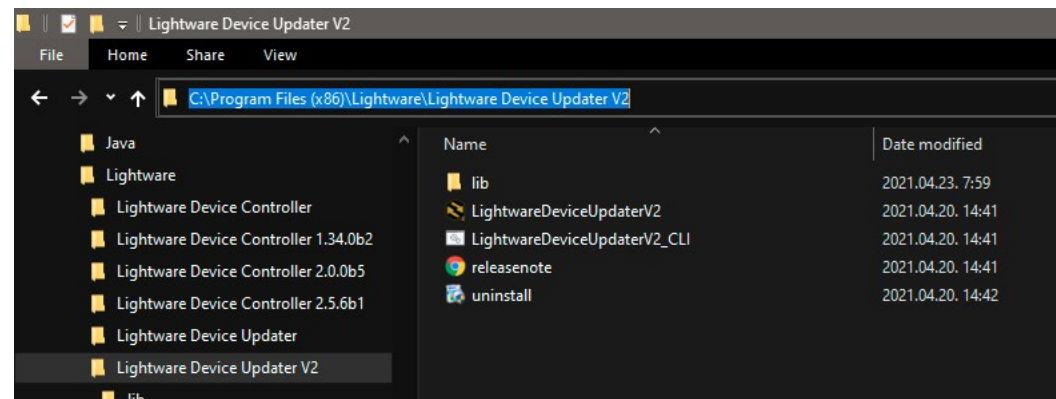 Lightware Device Updater V2
File Home Share View
C:\Program Files (x86)\Lightware\Lightware Device Updater V2
Java
Lightware
Lightware Device Controller
Lightware Device Controller 1.34.0b2
Lightware Device Controller 2.0.0b5
Lightware Device Controller 2.5.6b1
Lightware Device Updater
Lightware Device Updater V2
lib
Name Date modified
lib 2021.04.23. 7:59
LightwareDeviceUpdaterV2 2021.04.20. 14:41
LightwareDeviceUpdaterV2_CLI 2021.04.20. 14:41
releasenote 2021.04.20. 14:41
uninstall 2021.04.20. 14:42